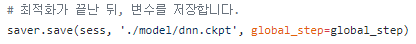 # 최적화가 끝난 뒤, 변수를 저장합니다.
saver.save(sess, './model/dnn.ckpt', global_step=global_step)